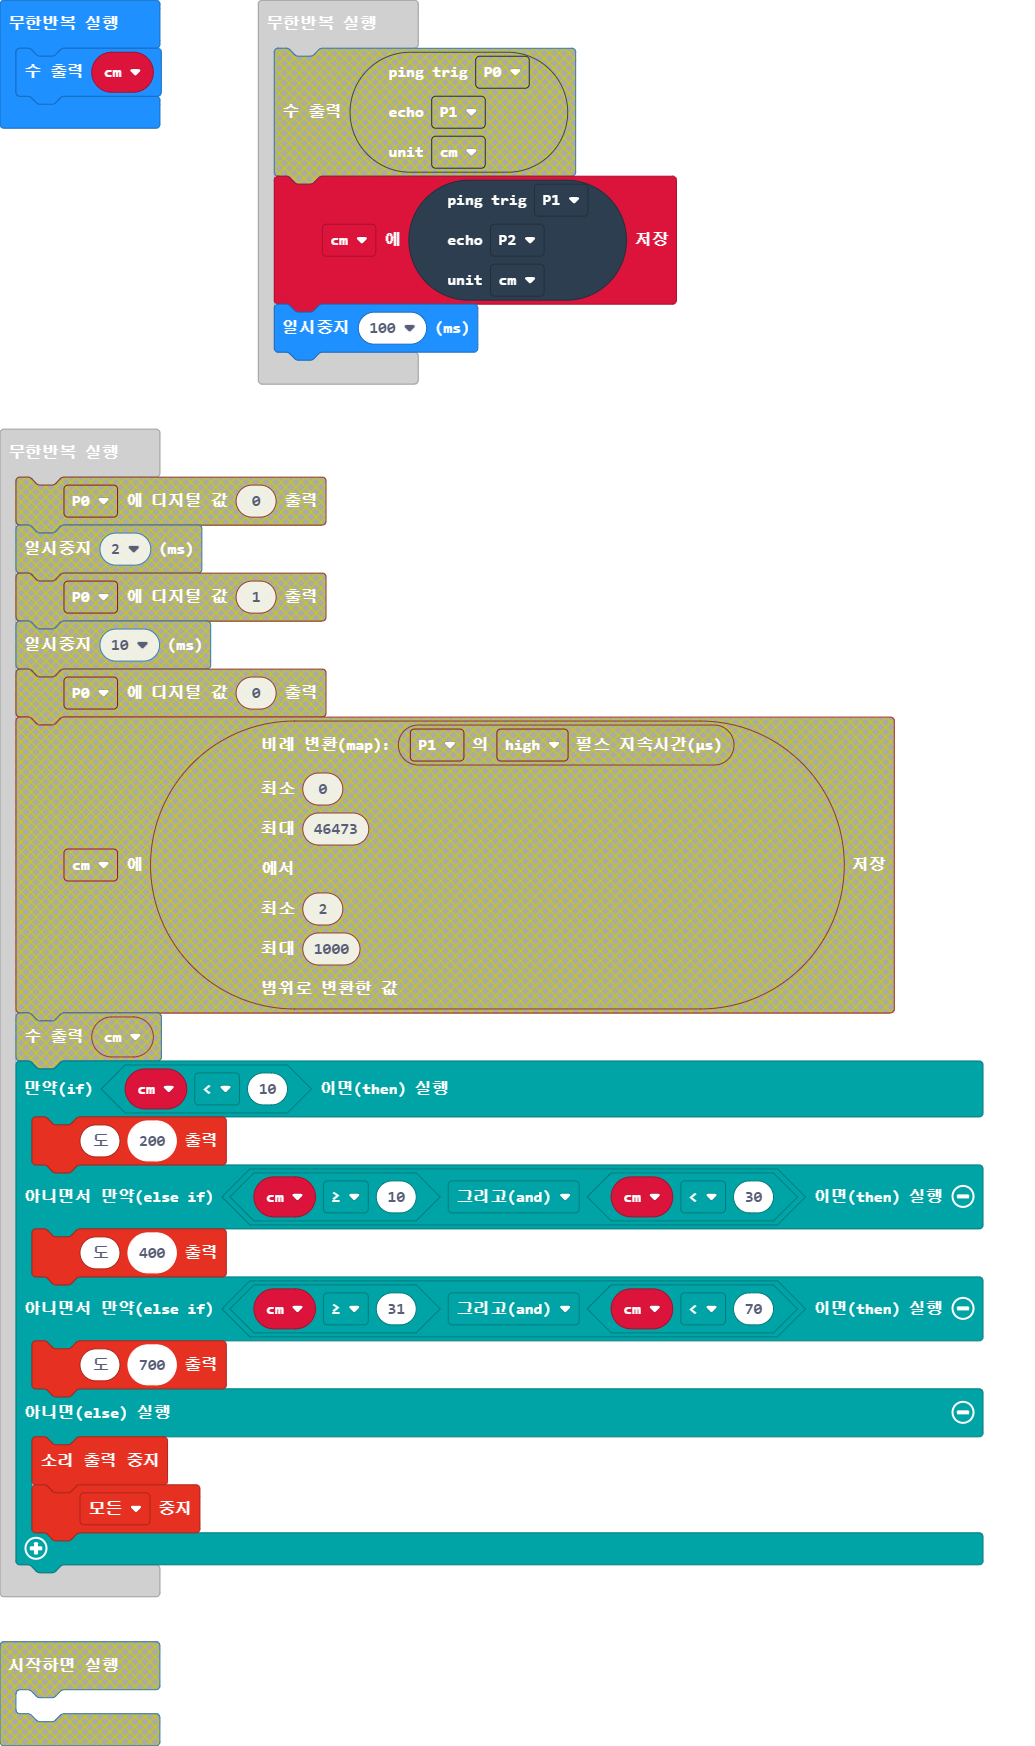 무한반복 실행
수 출력 cm
무한반복 실행
ping trig P0
수 출력 echo P1
unit cm
ping trig P1
cm 에 echo P2 저장
unit cm
일시중지 100 (ms)
무한반복 실행
P0 에 디지털 값 0 출력
일시중지 2 (ms)
P0 에 디지털 값 1 출력
일시중지 10 (ms)
P0 에 디지털 값 0 출력
비례 변환(map): P1 의 high 펄스 지속시간(µs)
최소 0
최대 46473
cm 에 에서 저장
최소 2
최대 1000
범위로 변환한 값
수 출력 cm
만약(if) cm < 10 이면(then) 실행
도 200 출력
아니면서 만약(else if) cm ≥ 10 그리고(and) cm < 30 이면(then) 실행
도 400 출력
아니면서 만약(else if) cm ≥ 31 그리고(and) cm < 70 이면(then) 실행
도 700 출력
아니면(else) 실행
소리 출력 중지
모든 중지
시작하면 실행